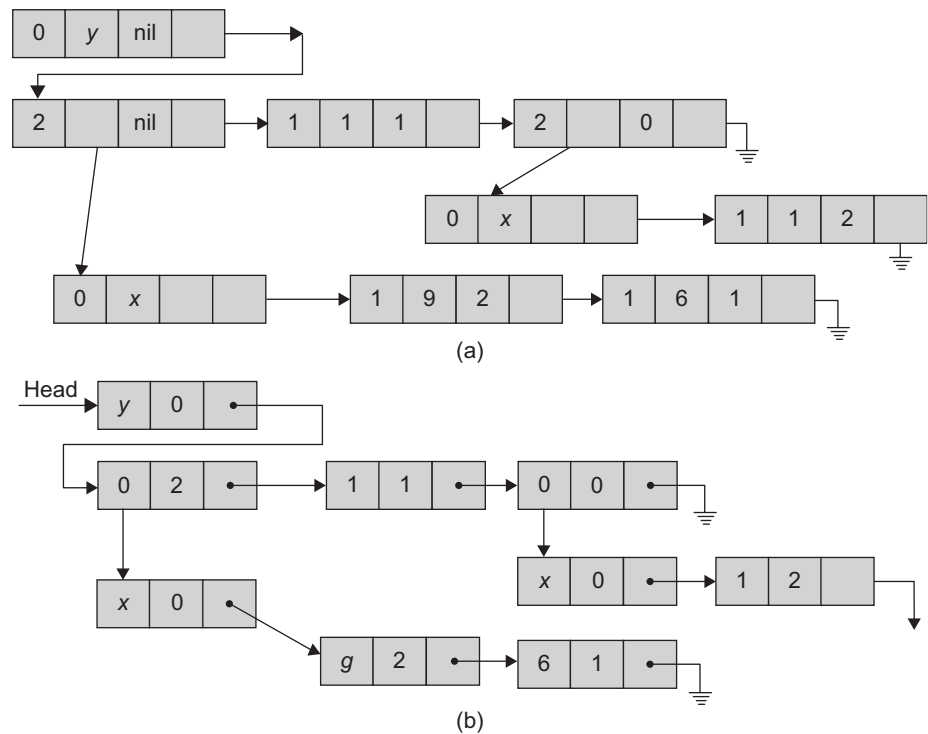 0 y nil
2 nil 1 1 1 2 0
0 x 1 1 2
0 x 1 9 2 1 6 1
(a)
Head y 0
0 2 1 1 0 0
x 0 1 2
x 0
g 2 6 1
(b)